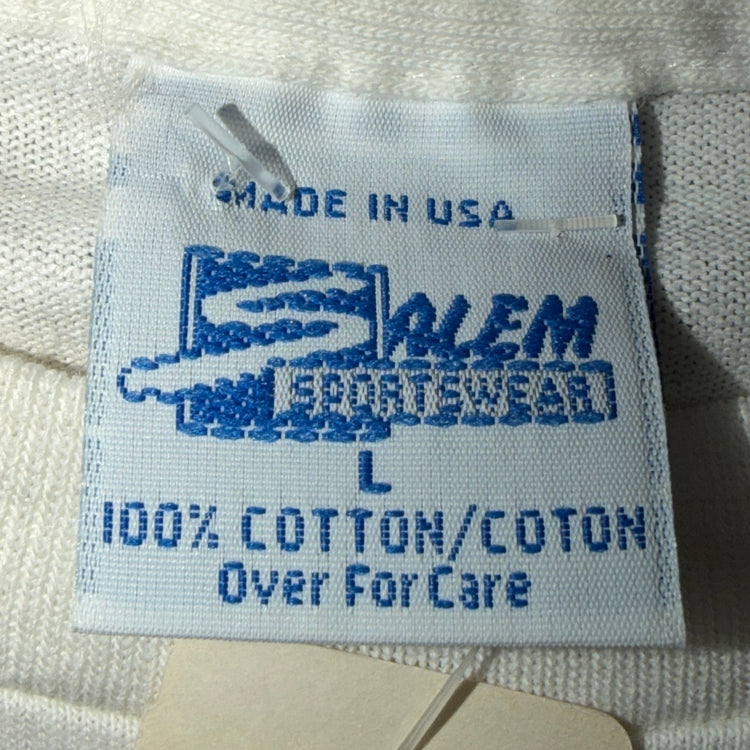 MADE IN USA
SALEM
SPORTSWEAR
L
100% COTTON/COTON
Over For Care